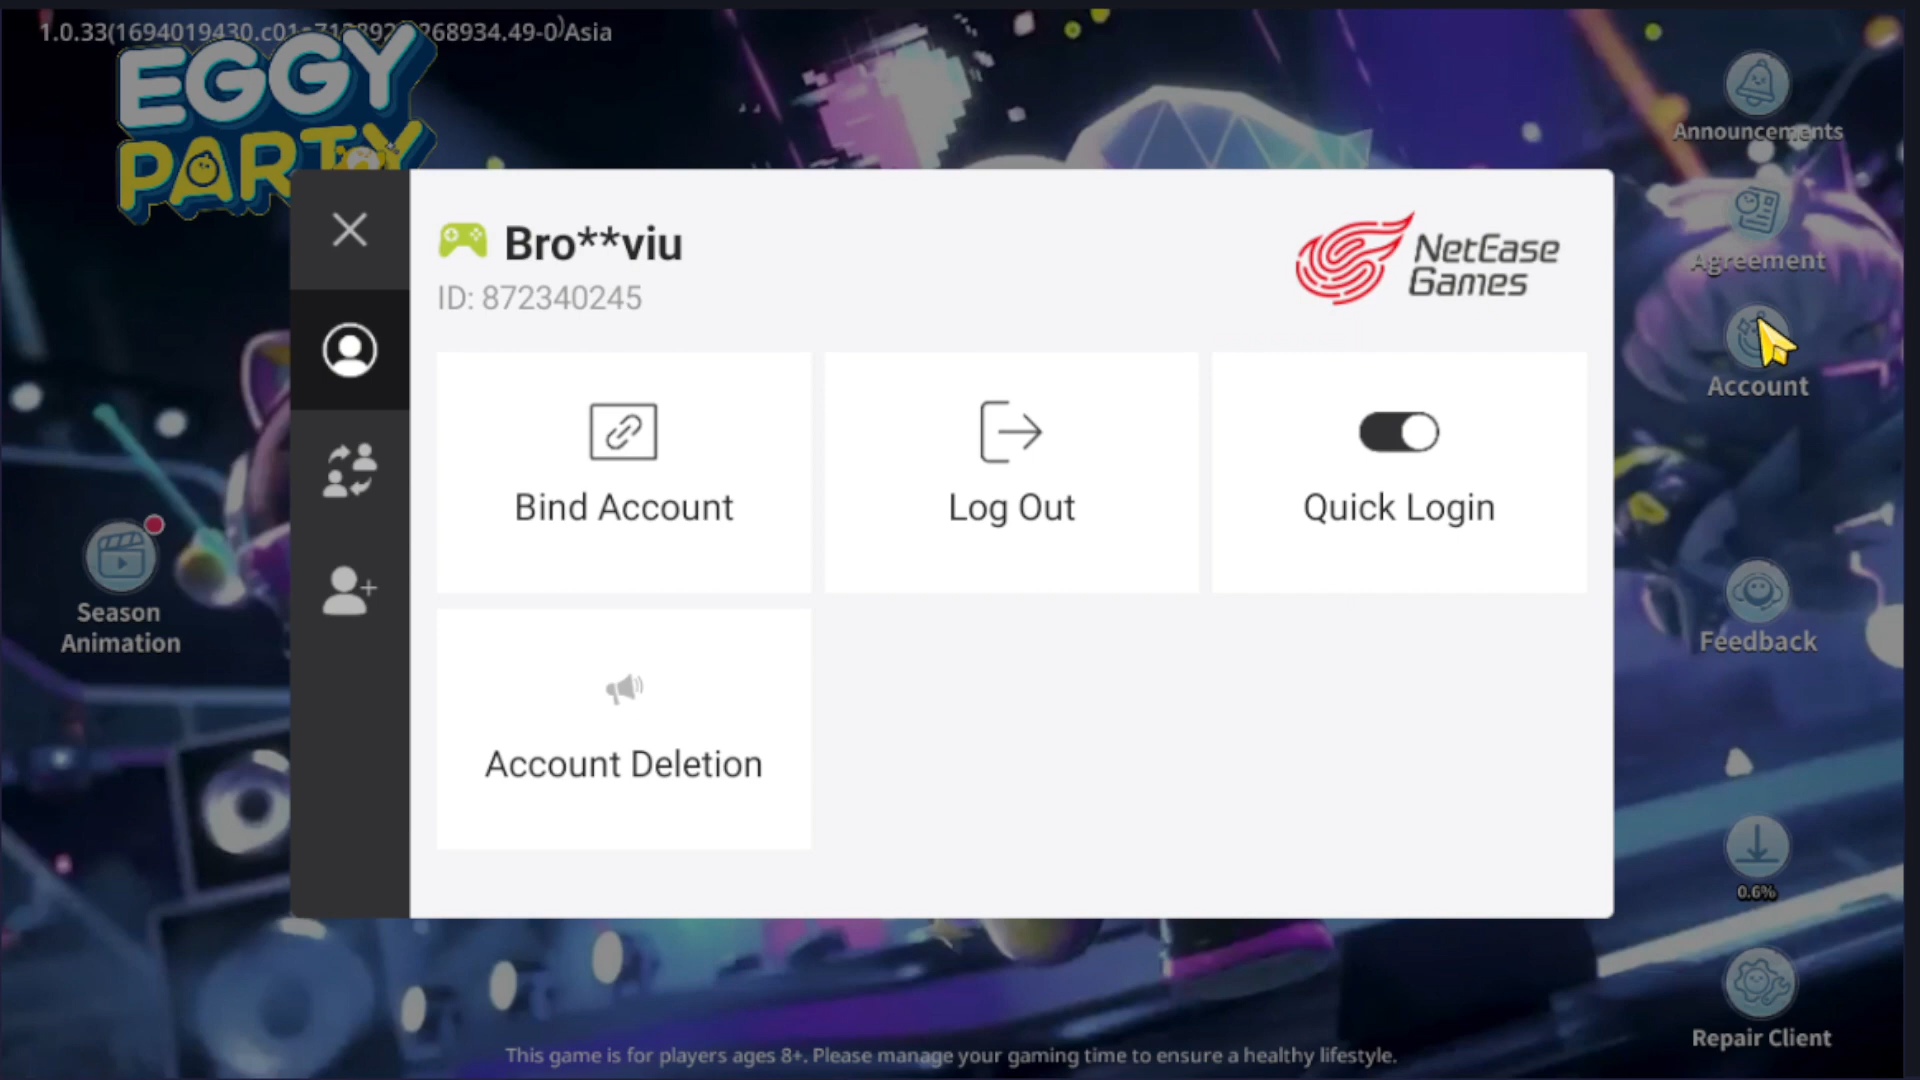 Asia
EGGY
PARTY
Announcements
Agreement
Account
Bro**viu
ID: 872340245
NetEase
Games
Bind Account
Log Out
Quick Login
Account Deletion
Season
Animation
Feedback
0.6%
Repair Client
This game is for players ages 8+. Please manage your gaming time to ensure a healthy lifestyle.